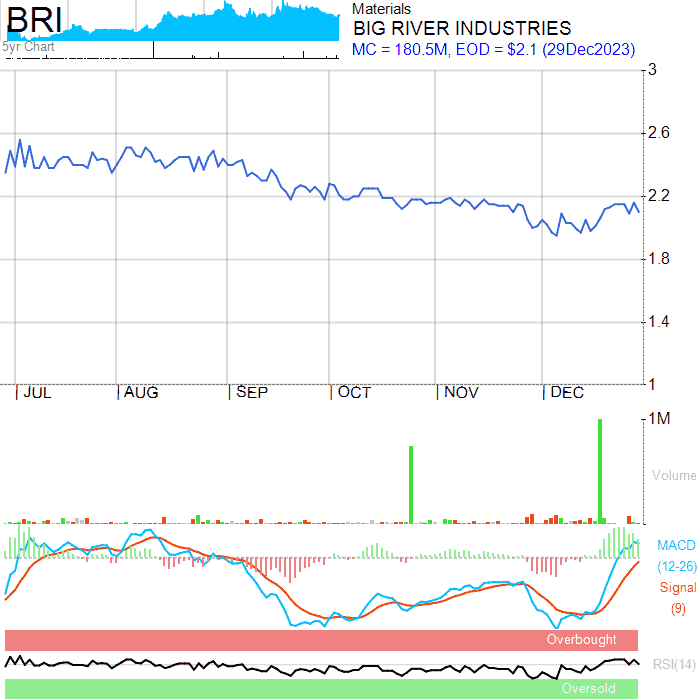 BRI
5yr Chart
Materials
BIG RIVER INDUSTRIES
MC = 180.5M, EOD = $2.1 (29Dec2023)
3
2.6
2.2
1.8
1.4
1
JUL AUG SEP OCT NOV DEC
1M
Volume
MACD
(12-26)
Signal
(9)
Overbought
RSI(14)
Oversold